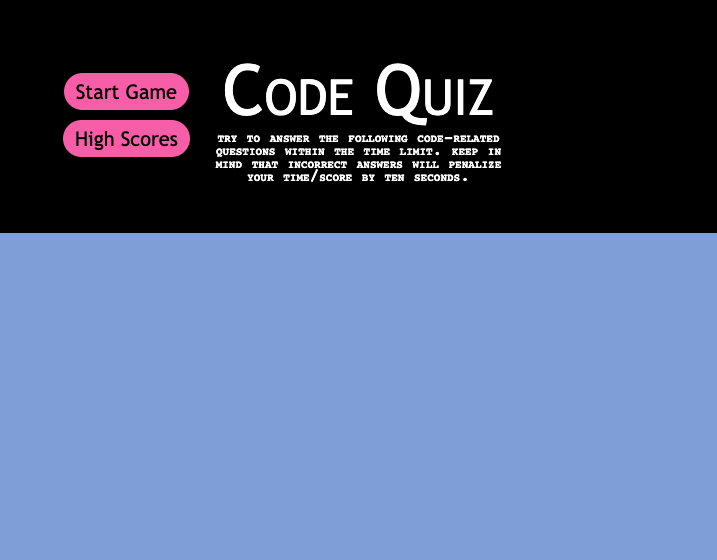 Start Game
High Scores
Code Quiz
Try to answer the following code-related
questions within the time limit. Keep in
mind that incorrect answers will penalize
your time/score by ten seconds.